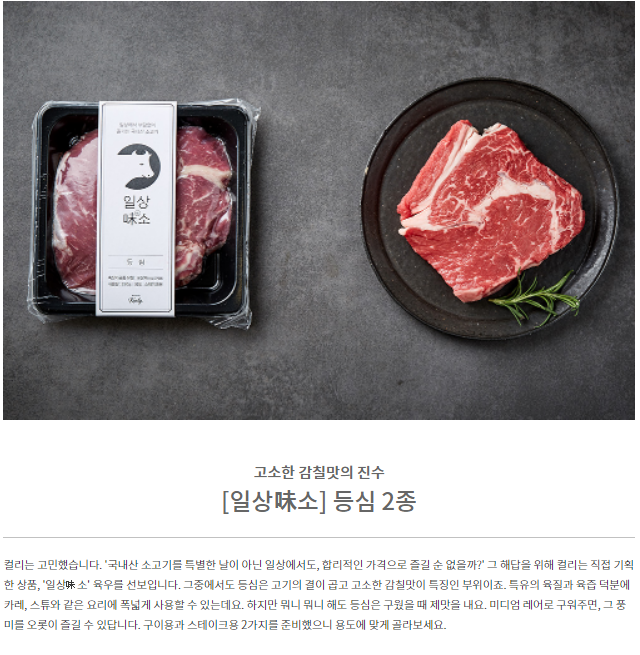 일상
味소
등심
Kurly
고소한 감칠맛의 진수
[일상味소] 등심 2종
컬리는 고민했습니다. '국내산 소고기를 특별한 날이 아닌 일상에서도, 합리적인 가격으로 즐길 순 없을까?' 그 해답을 위해 컬리는 직접 기획
한 상품, '일상味 소' 육우를 선보입니다. 그중에서도 등심은 고기의 결이 곱고 고소한 감칠맛이 특징인 부위이죠. 특유의 육질과 육즙 덕분에
카레, 스튜와 같은 요리에 폭넓게 사용할 수 있는데요. 하지만 뭐니 뭐니 해도 등심은 구웠을 때 제맛을 내요. 미디엄 레어로 구워주면, 그 풍
미를 오롯이 즐길 수 있답니다. 구이용과 스테이크용 2가지를 준비했으니 용도에 맞게 골라보세요.